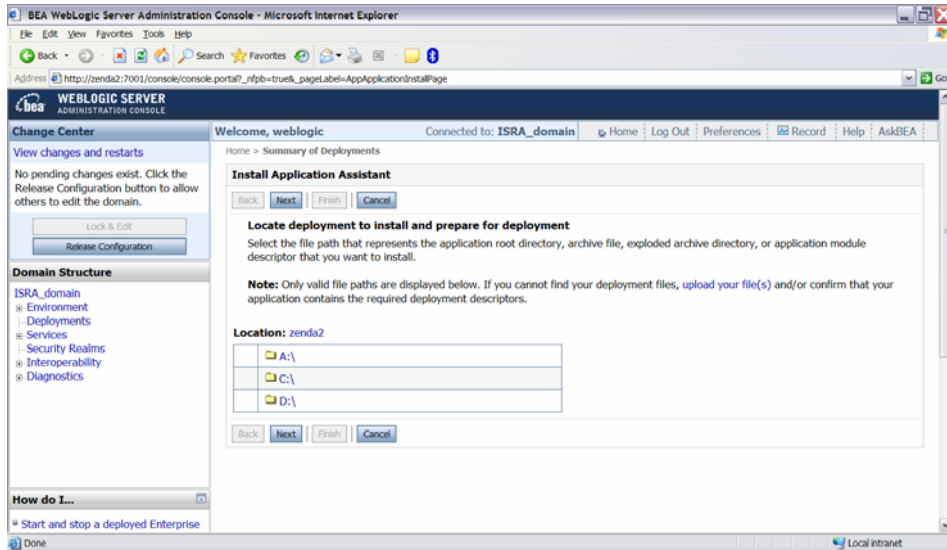 BEA WebLogic Server Administration Console - Microsoft Internet Explorer
File Edit View Favorites Tools Help
Back Search Favorites
Address http://zenda2:7001/console/console.portal?_nfpb=true&_pageLabel=AppApplicationInstallPage Go
bea WEBLOGIC SERVER
ADMINISTRATION CONSOLE
Change Center
View changes and restarts
No pending changes exist. Click the
Release Configuration button to allow
others to edit the domain.
Lock & Edit
Release Configuration
Domain Structure
ISRA_domain
Environment
Deployments
Services
Security Realms
Interoperability
Diagnostics
How do I...
Start and stop a deployed Enterprise
Welcome, weblogic Connected to: ISRA_domain Home Log Out Preferences Record Help AskBEA
Home > Summary of Deployments
Install Application Assistant
Back Next Finish Cancel
Locate deployment to install and prepare for deployment
Select the file path that represents the application root directory, archive file, exploded archive directory, or application module
descriptor that you want to install.
Note: Only valid file paths are displayed below. If you cannot find your deployment files, upload your file(s) and/or confirm that your
application contains the required deployment descriptors.
Location: zenda2
A:\
C:\
D:\
Back Next Finish Cancel
Done Local intranet